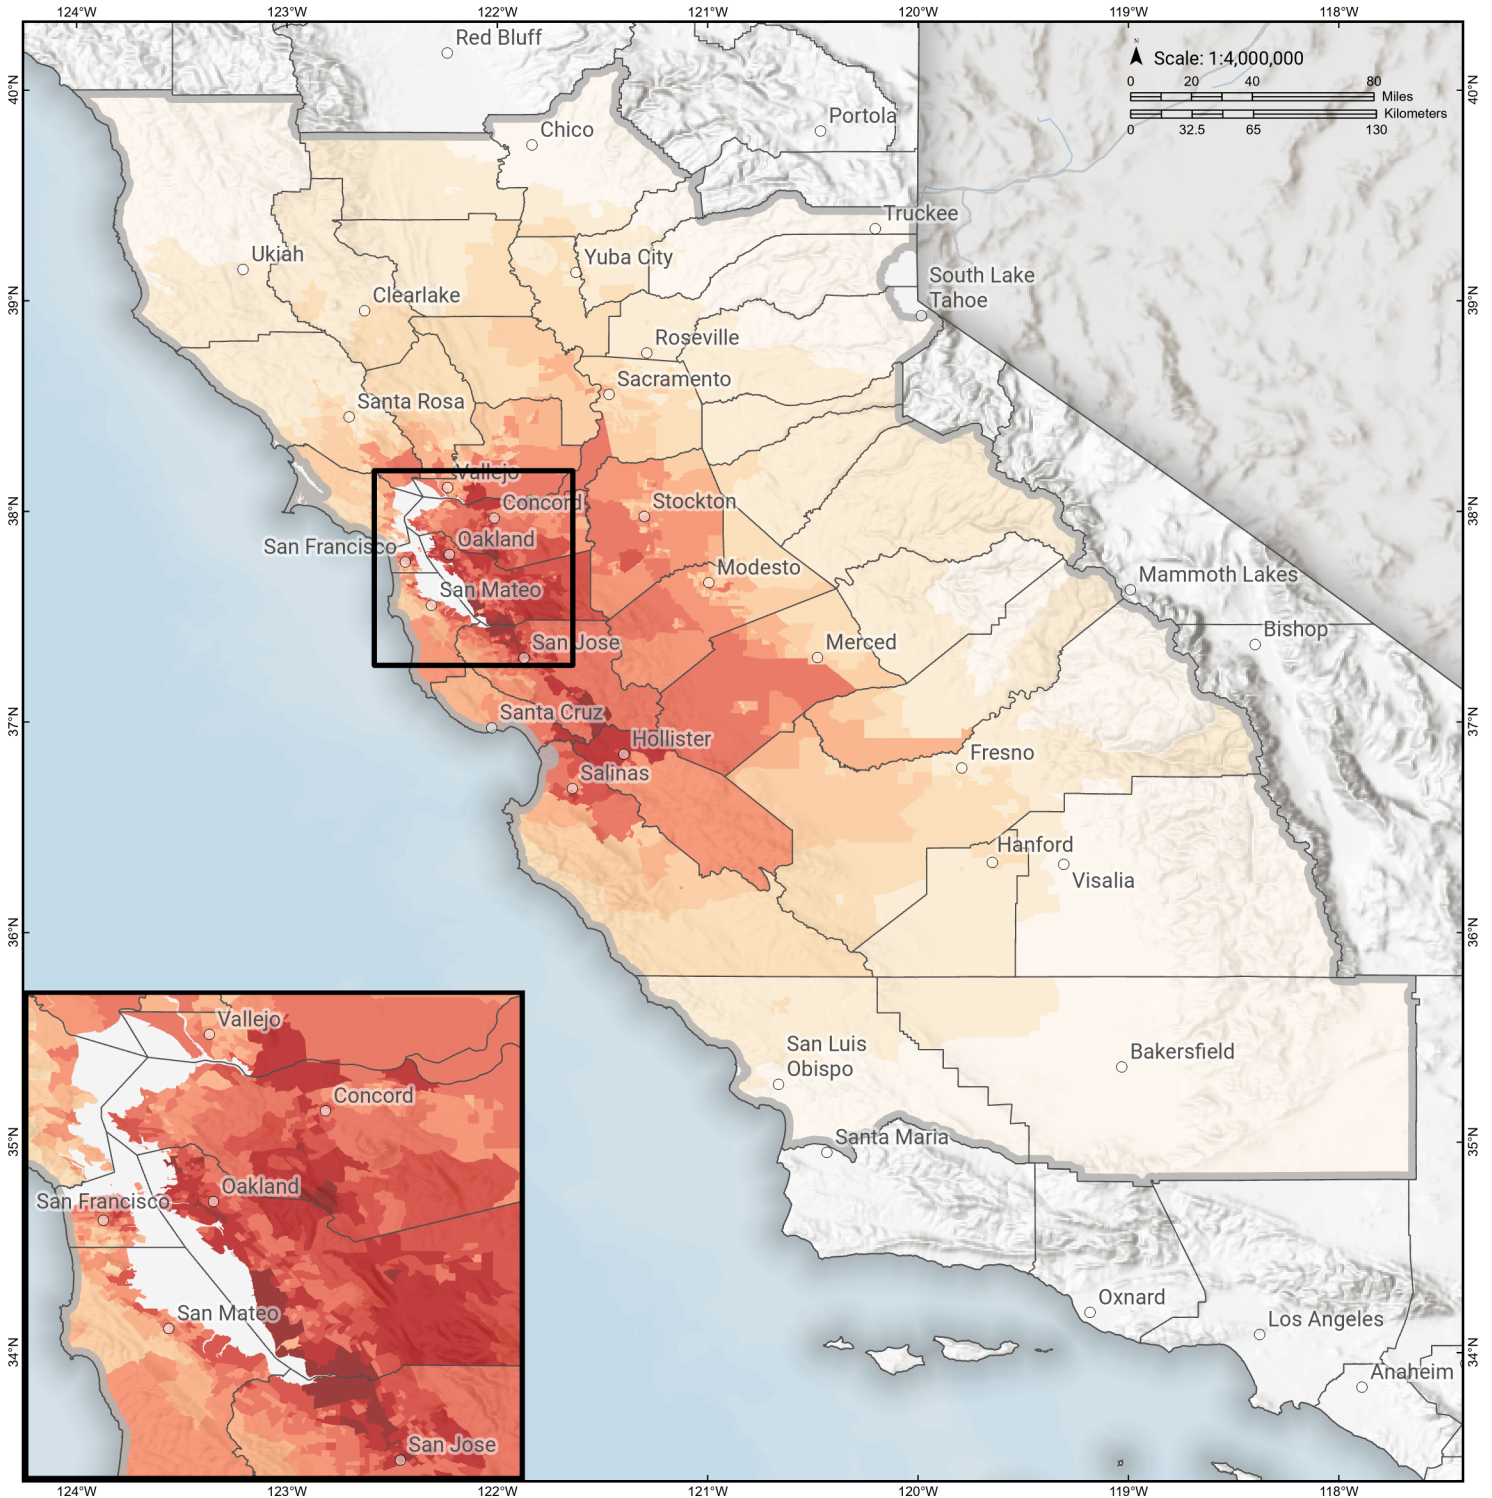 124°W 123°W 122°W 121°W 120°W 119°W 118°W
Red Bluff
N
Scale: 1:4,000,000
0 20 40 80
Miles
Kilometers
0 32.5 65 130
40°N
40°N
Portola
Chico
Truckee
Ukiah
Yuba City
South Lake
Tahoe
Clearlake
39°N
39°N
Roseville
Sacramento
Santa Rosa
Vallejo
Concord
Stockton
38°N
38°N
San Francisco
Oakland
Modesto
Mammoth Lakes
San Mateo
Bishop
San Jose
Merced
Santa Cruz
37°N
37°N
Hollister
Fresno
Salinas
Hanford
Visalia
36°N
36°N
San Luis
Obispo
Bakersfield
Vallejo
Concord
35°N
35°N
Santa Maria
Oakland
San Francisco
Oxnard
San Mateo
Los Angeles
34°N
34°N
Anaheim
San Jose
124°W 123°W 122°W 121°W 120°W 119°W 118°W